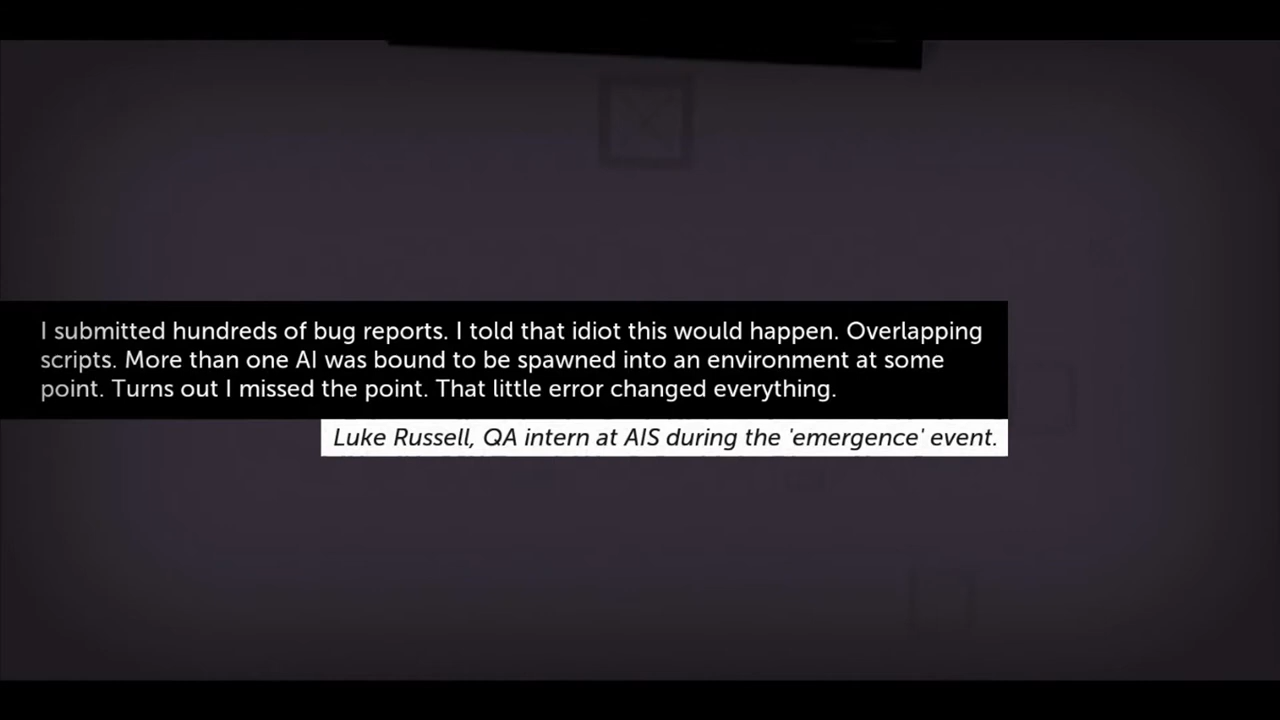 I submitted hundreds of bug reports. I told that idiot this would happen. Overlapping
scripts. More than one AI was bound to be spawned into an environment at some
point. Turns out I missed the point. That little error changed everything.
Luke Russell, QA intern at AIS during the 'emergence' event.